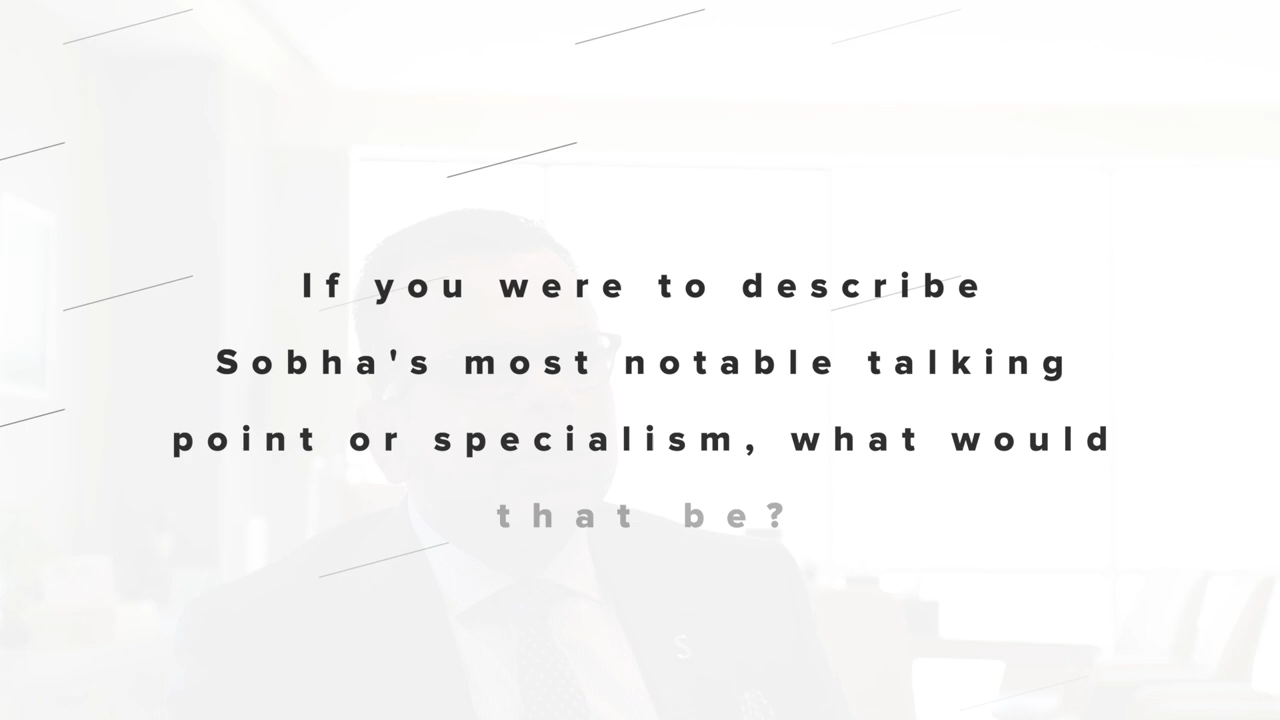 If you were to describe
Sobha's most notable talking
point or specialism, what would
that be?
S